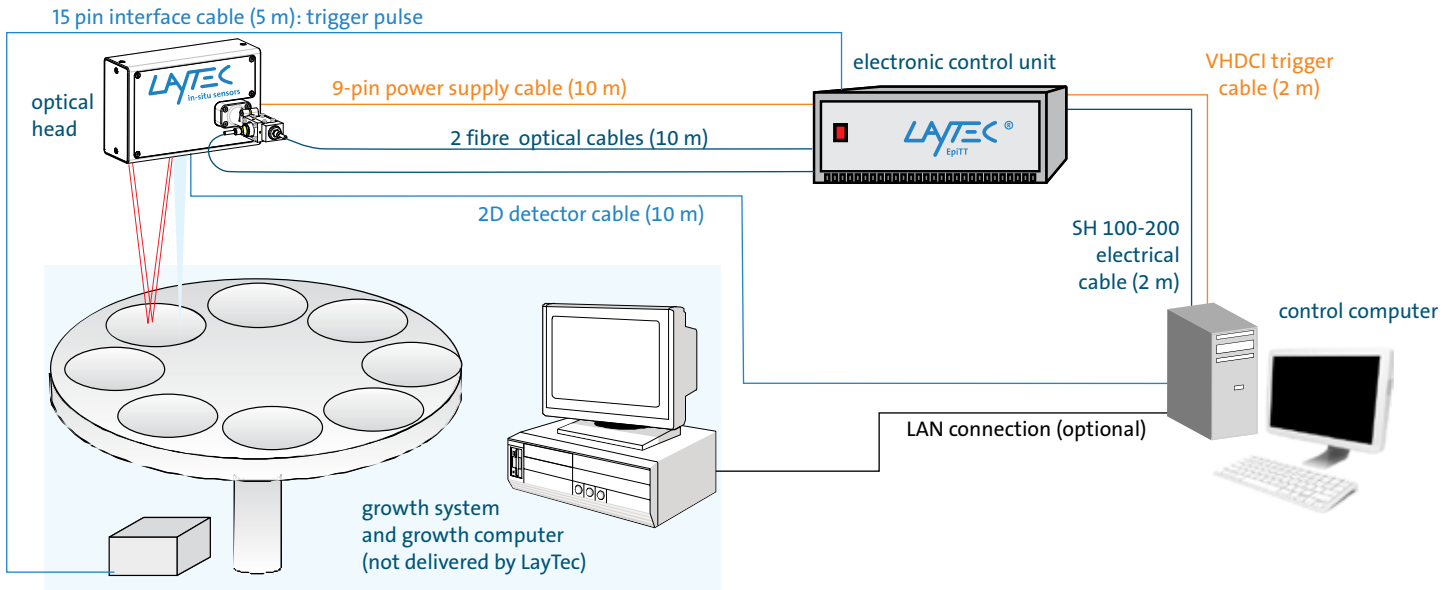 15 pin interface cable (5 m): trigger pulse
LAYTEC
in-situ sensors
optical
head
9-pin power supply cable (10 m)
2 fibre optical cables (10 m)
2D detector cable (10 m)
electronic control unit
LAYTEC ®
EpiTT
VHDCI trigger
cable (2 m)
SH 100-200
electrical
cable (2 m)
control computer
LAN connection (optional)
growth system
and growth computer
(not delivered by LayTec)